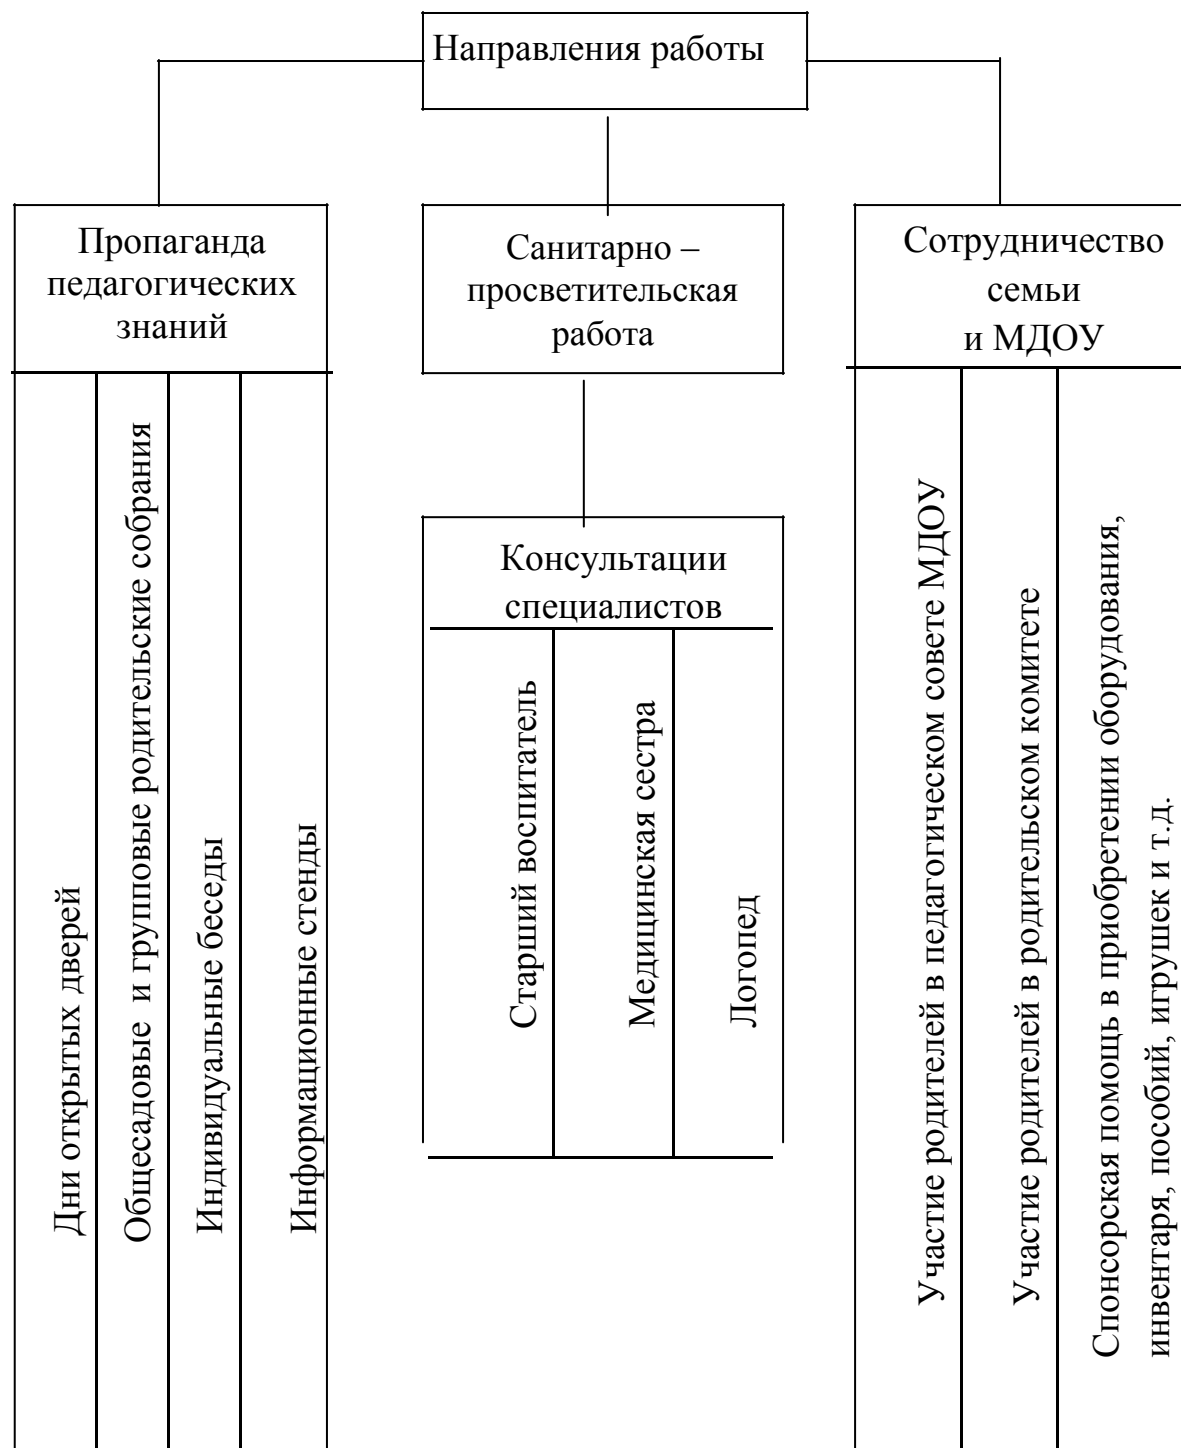 Направления работы
Пропаганда
педагогических
знаний
Дни открытых дверей
Общесадовые и групповые родительские собрания
Индивидуальные беседы
Информационные стенды
Санитарно –
просветительская
работа
Консультации
специалистов
Старший воспитатель
Медицинская сестра
Логопед
Сотрудничество
семьи
и МДОУ
Участие родителей в педагогическом совете МДОУ
Участие родителей в родительском комитете
Спонсорская помощь в приобретении оборудования,
инвентаря, пособий, игрушек и т.д.